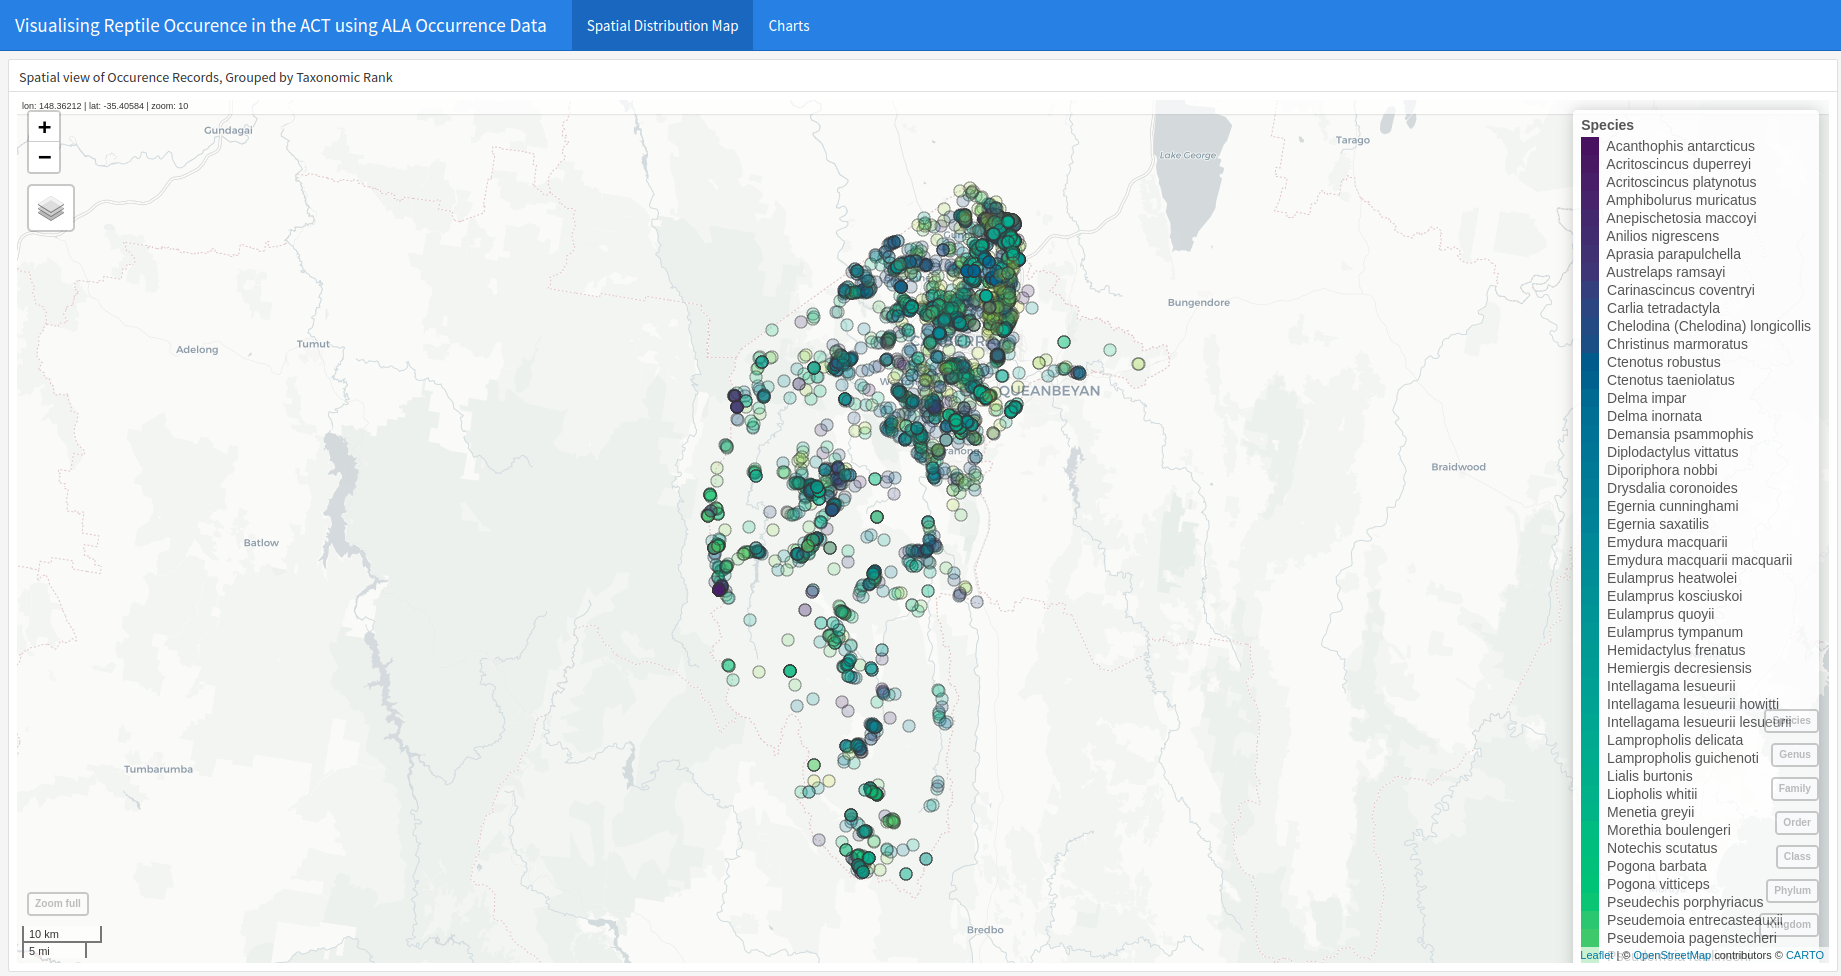 Visualising Reptile Occurence in the ACT using ALA Occurrence Data
Spatial Distribution Map
Charts
Spatial view of Occurence Records, Grouped by Taxonomic Rank
lon: 148.36212 | lat: -35.40584 | zoom: 10
+
−
Gundagai
Lake George
Tarago
Bungendore
Adelong
Tumut
QUEANBEYAN
Braidwood
Batlow
Tumbarumba
Bredbo
Zoom full
10 km
5 mi
Species
Acanthophis antarcticus
Acritoscincus duperreyi
Acritoscincus platynotus
Amphibolurus muricatus
Anepischetosia maccoyi
Anilios nigrescens
Aprasia parapulchella
Austrelaps ramsayi
Carinascincus coventryi
Carlia tetradactyla
Chelodina (Chelodina) longicollis
Christinus marmoratus
Ctenotus robustus
Ctenotus taeniolatus
Delma impar
Delma inornata
Demansia psammophis
Diplodactylus vittatus
Diporiphora nobbi
Drysdalia coronoides
Egernia cunninghami
Egernia saxatilis
Emydura macquarii
Emydura macquarii macquarii
Eulamprus heatwolei
Eulamprus kosciuskoi
Eulamprus quoyii
Eulamprus tympanum
Hemidactylus frenatus
Hemiergis decresiensis
Intellagama lesueurii
Intellagama lesueurii howitti
Intellagama lesueurii lesueurii
Lampropholis delicata
Lampropholis guichenoti
Lialis burtonis
Liopholis whitii
Menetia greyii
Morethia boulengeri
Notechis scutatus
Pogona barbata
Pogona vitticeps
Pseudechis porphyriacus
Pseudemoia entrecasteauxii
Pseudemoia pagenstecheri
Species
Genus
Family
Order
Class
Phylum
Kingdom
Leaflet | © OpenStreetMap contributors © CARTO